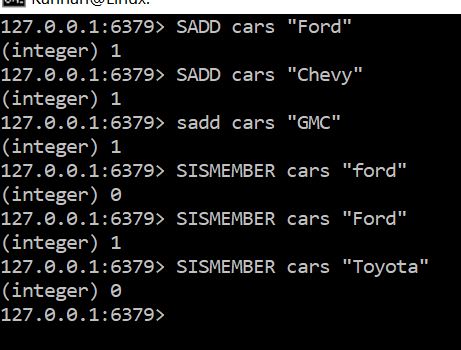 127.0.0.1:6379> SADD cars "Ford"
(integer) 1
127.0.0.1:6379> SADD cars "Chevy"
(integer) 1
127.0.0.1:6379> sadd cars "GMC"
(integer) 1
127.0.0.1:6379> SISMEMBER cars "ford"
(integer) 0
127.0.0.1:6379> SISMEMBER cars "Ford"
(integer) 1
127.0.0.1:6379> SISMEMBER cars "Toyota"
(integer) 0
127.0.0.1:6379>